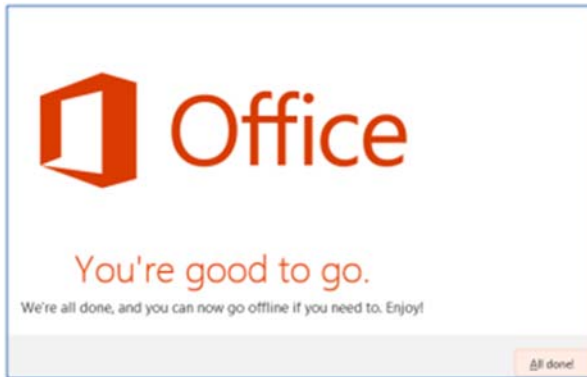 Office
You're good to go.
We're all done, and you can now go offline if you need to. Enjoy!
All done!